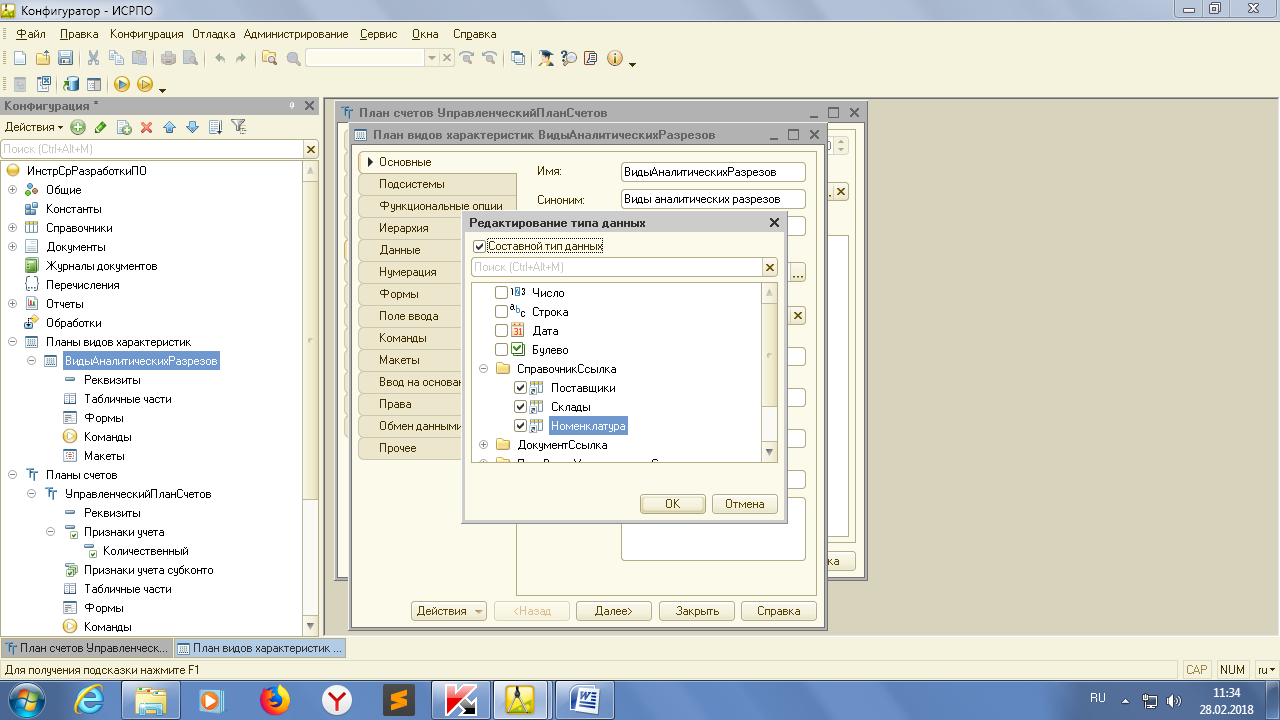 Конфигуратор - ИСРПО
Файл Правка Конфигурация Отладка Администрирование Сервис Окна Справка
Конфигурация *
Действия
Поиск (Ctrl+Alt+M)
ИнстрСрРазработкиПО
Общие
Константы
Справочники
Документы
Журналы документов
Перечисления
Отчеты
Обработки
Планы видов характеристик
ВидыАналитическихРазрезов
Реквизиты
Табличные части
Формы
Команды
Макеты
Планы счетов
УправленческийПланСчетов
Реквизиты
Признаки учета
Количественный
Признаки учета субконто
Табличные части
Формы
Команды
План счетов УправленческийПланСчетов
План видов характеристик ВидыАналитическихРазрезов
Основные
Подсистемы
Функциональные опции
Иерархия
Данные
Нумерация
Формы
Поле ввода
Команды
Макеты
Ввод на основан
Права
Обмен данными
Прочее
Имя: ВидыАналитическихРазрезов
Синоним: Виды аналитических разрезов
Редактирование типа данных
Составной тип данных
Поиск (Ctrl+Alt+M)
Число
Строка
Дата
Булево
СправочникСсылка
Поставщики
Склады
Номенклатура
ДокументСсылка
ОК Отмена
ка
Действия <Назад Далее> Закрыть Справка
План счетов Управленческ... План видов характеристик ...
Для получения подсказки нажмите F1
CAP NUM ru
RU
11:34
28.02.2018